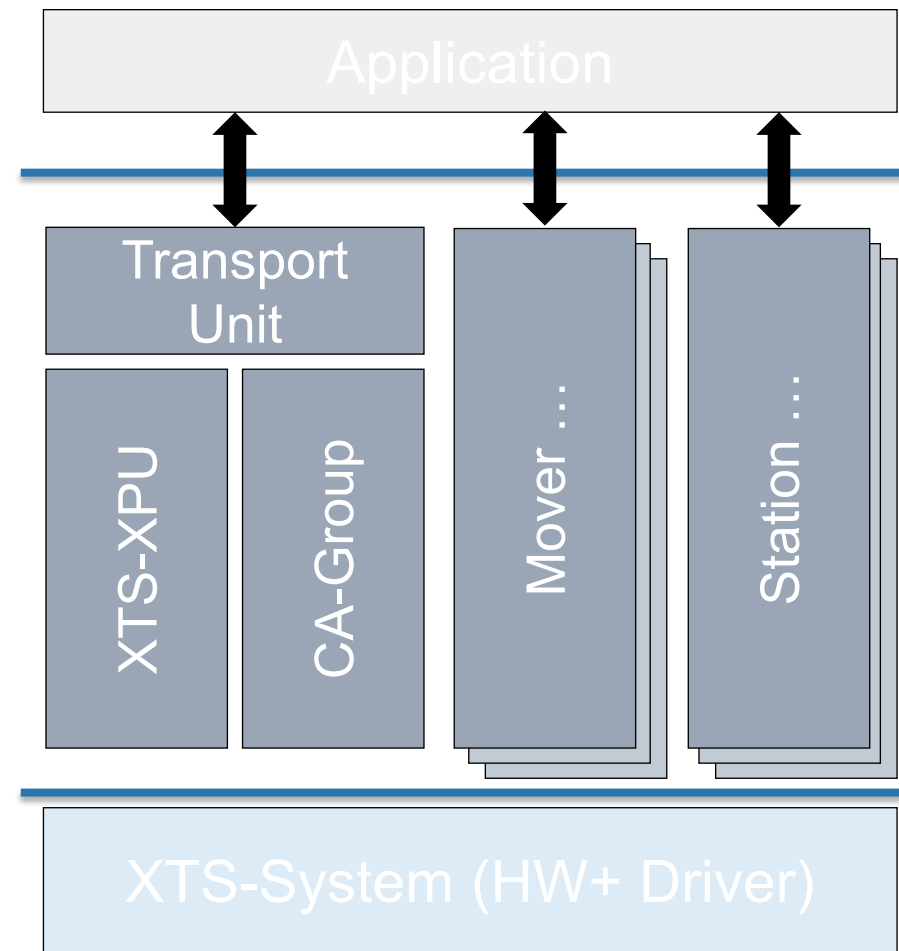 Application
Transport
Unit
XTS-XPU
CA-Group
Mover ...
Station ...
XTS-System (HW+ Driver)